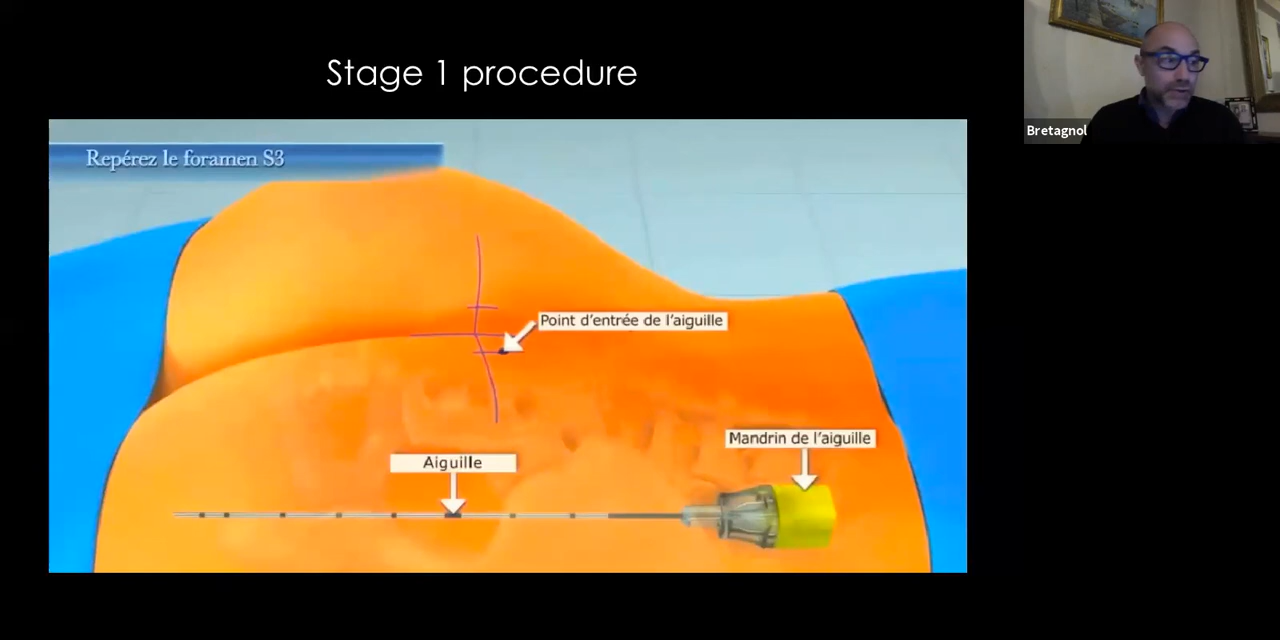 Stage 1 procedure
Bretagnol
Repérez le foramen S3
Point d'entrée de l'aiguille
Mandrin de l'aiguille
Aiguille